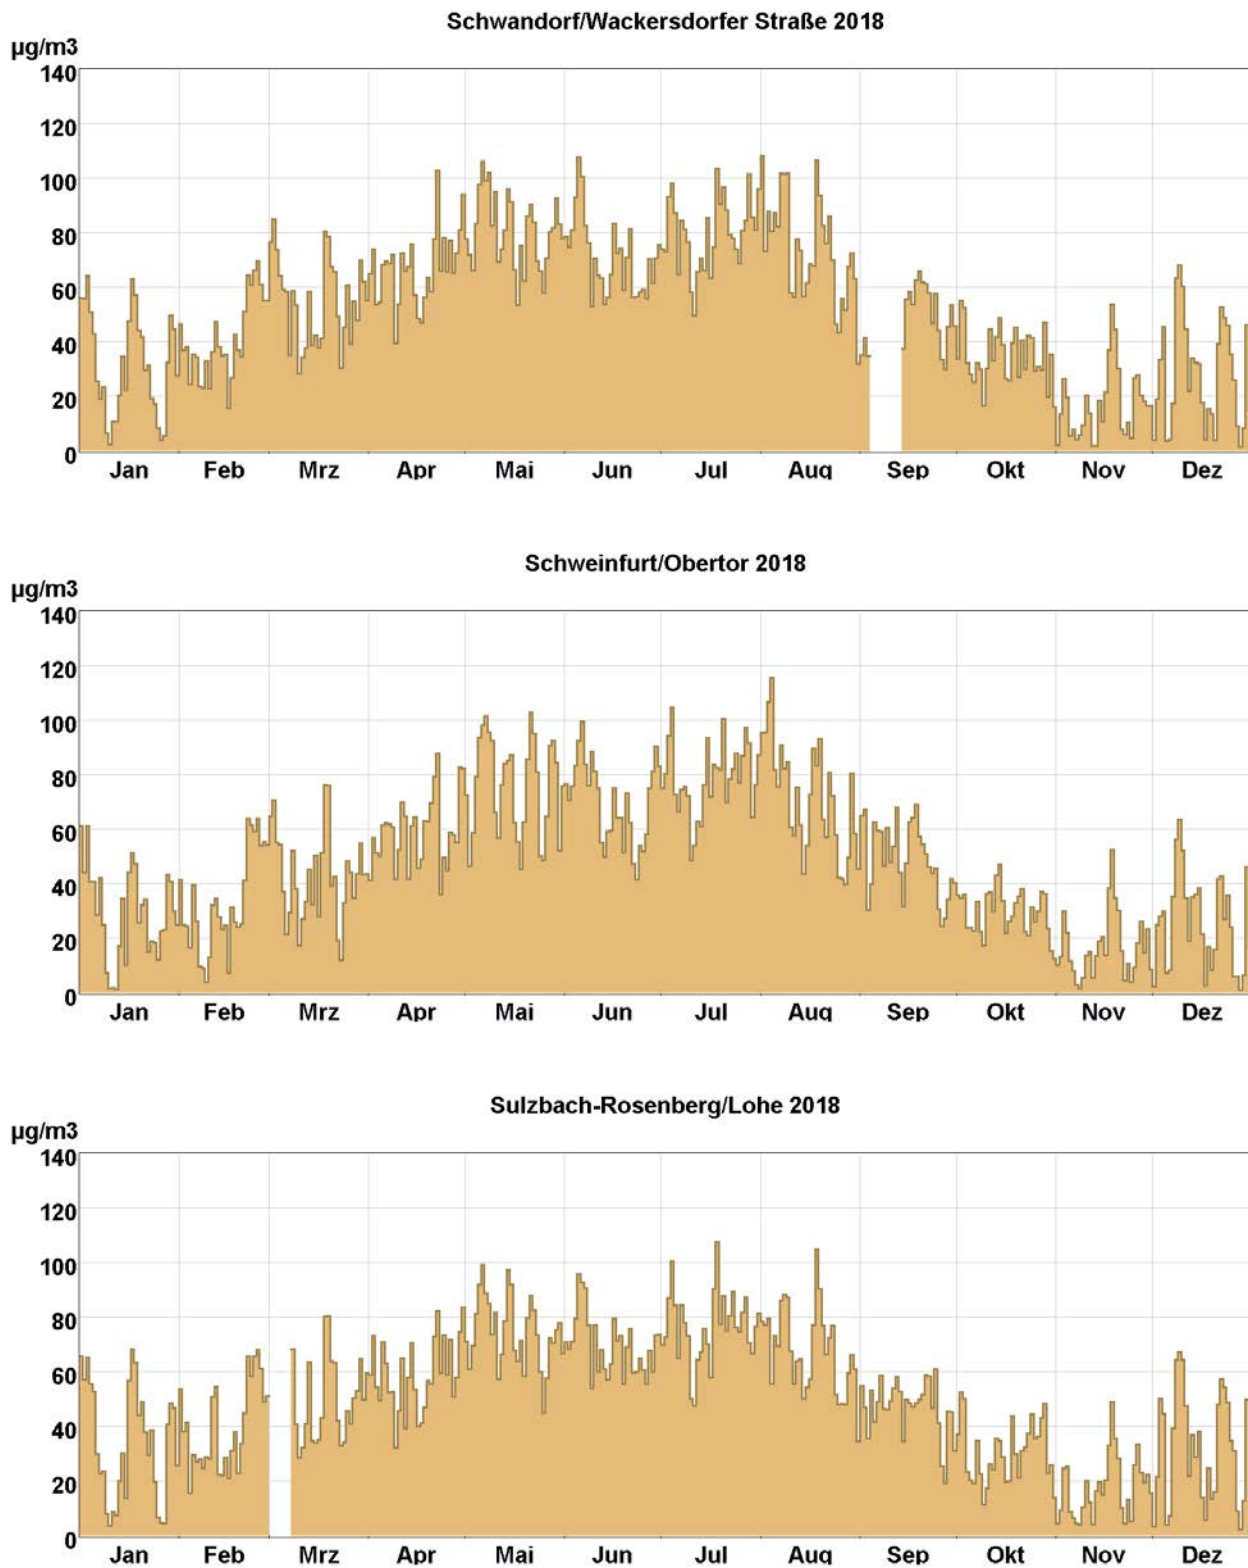 Schwandorf/Wackersdorfer Straße 2018
µg/m3
140
120
100
80
60
40
20
0
Jan Feb Mrz Apr Mai Jun Jul Aug Sep Okt Nov Dez
Schweinfurt/Obertor 2018
µg/m3
140
120
100
80
60
40
20
0
Jan Feb Mrz Apr Mai Jun Jul Aug Sep Okt Nov Dez
Sulzbach-Rosenberg/Lohe 2018
µg/m3
140
120
100
80
60
40
20
0
Jan Feb Mrz Apr Mai Jun Jul Aug Sep Okt Nov Dez